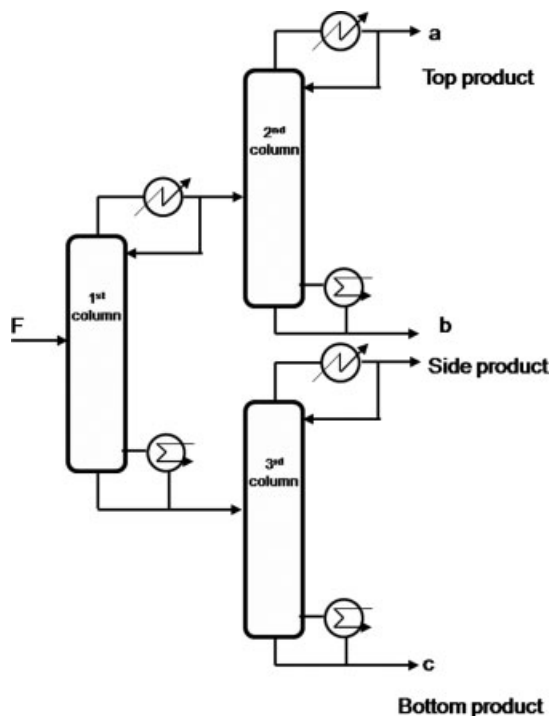 a
Top product
2nd
column
1st
column
F
b
Side product
3rd
column
c
Bottom product